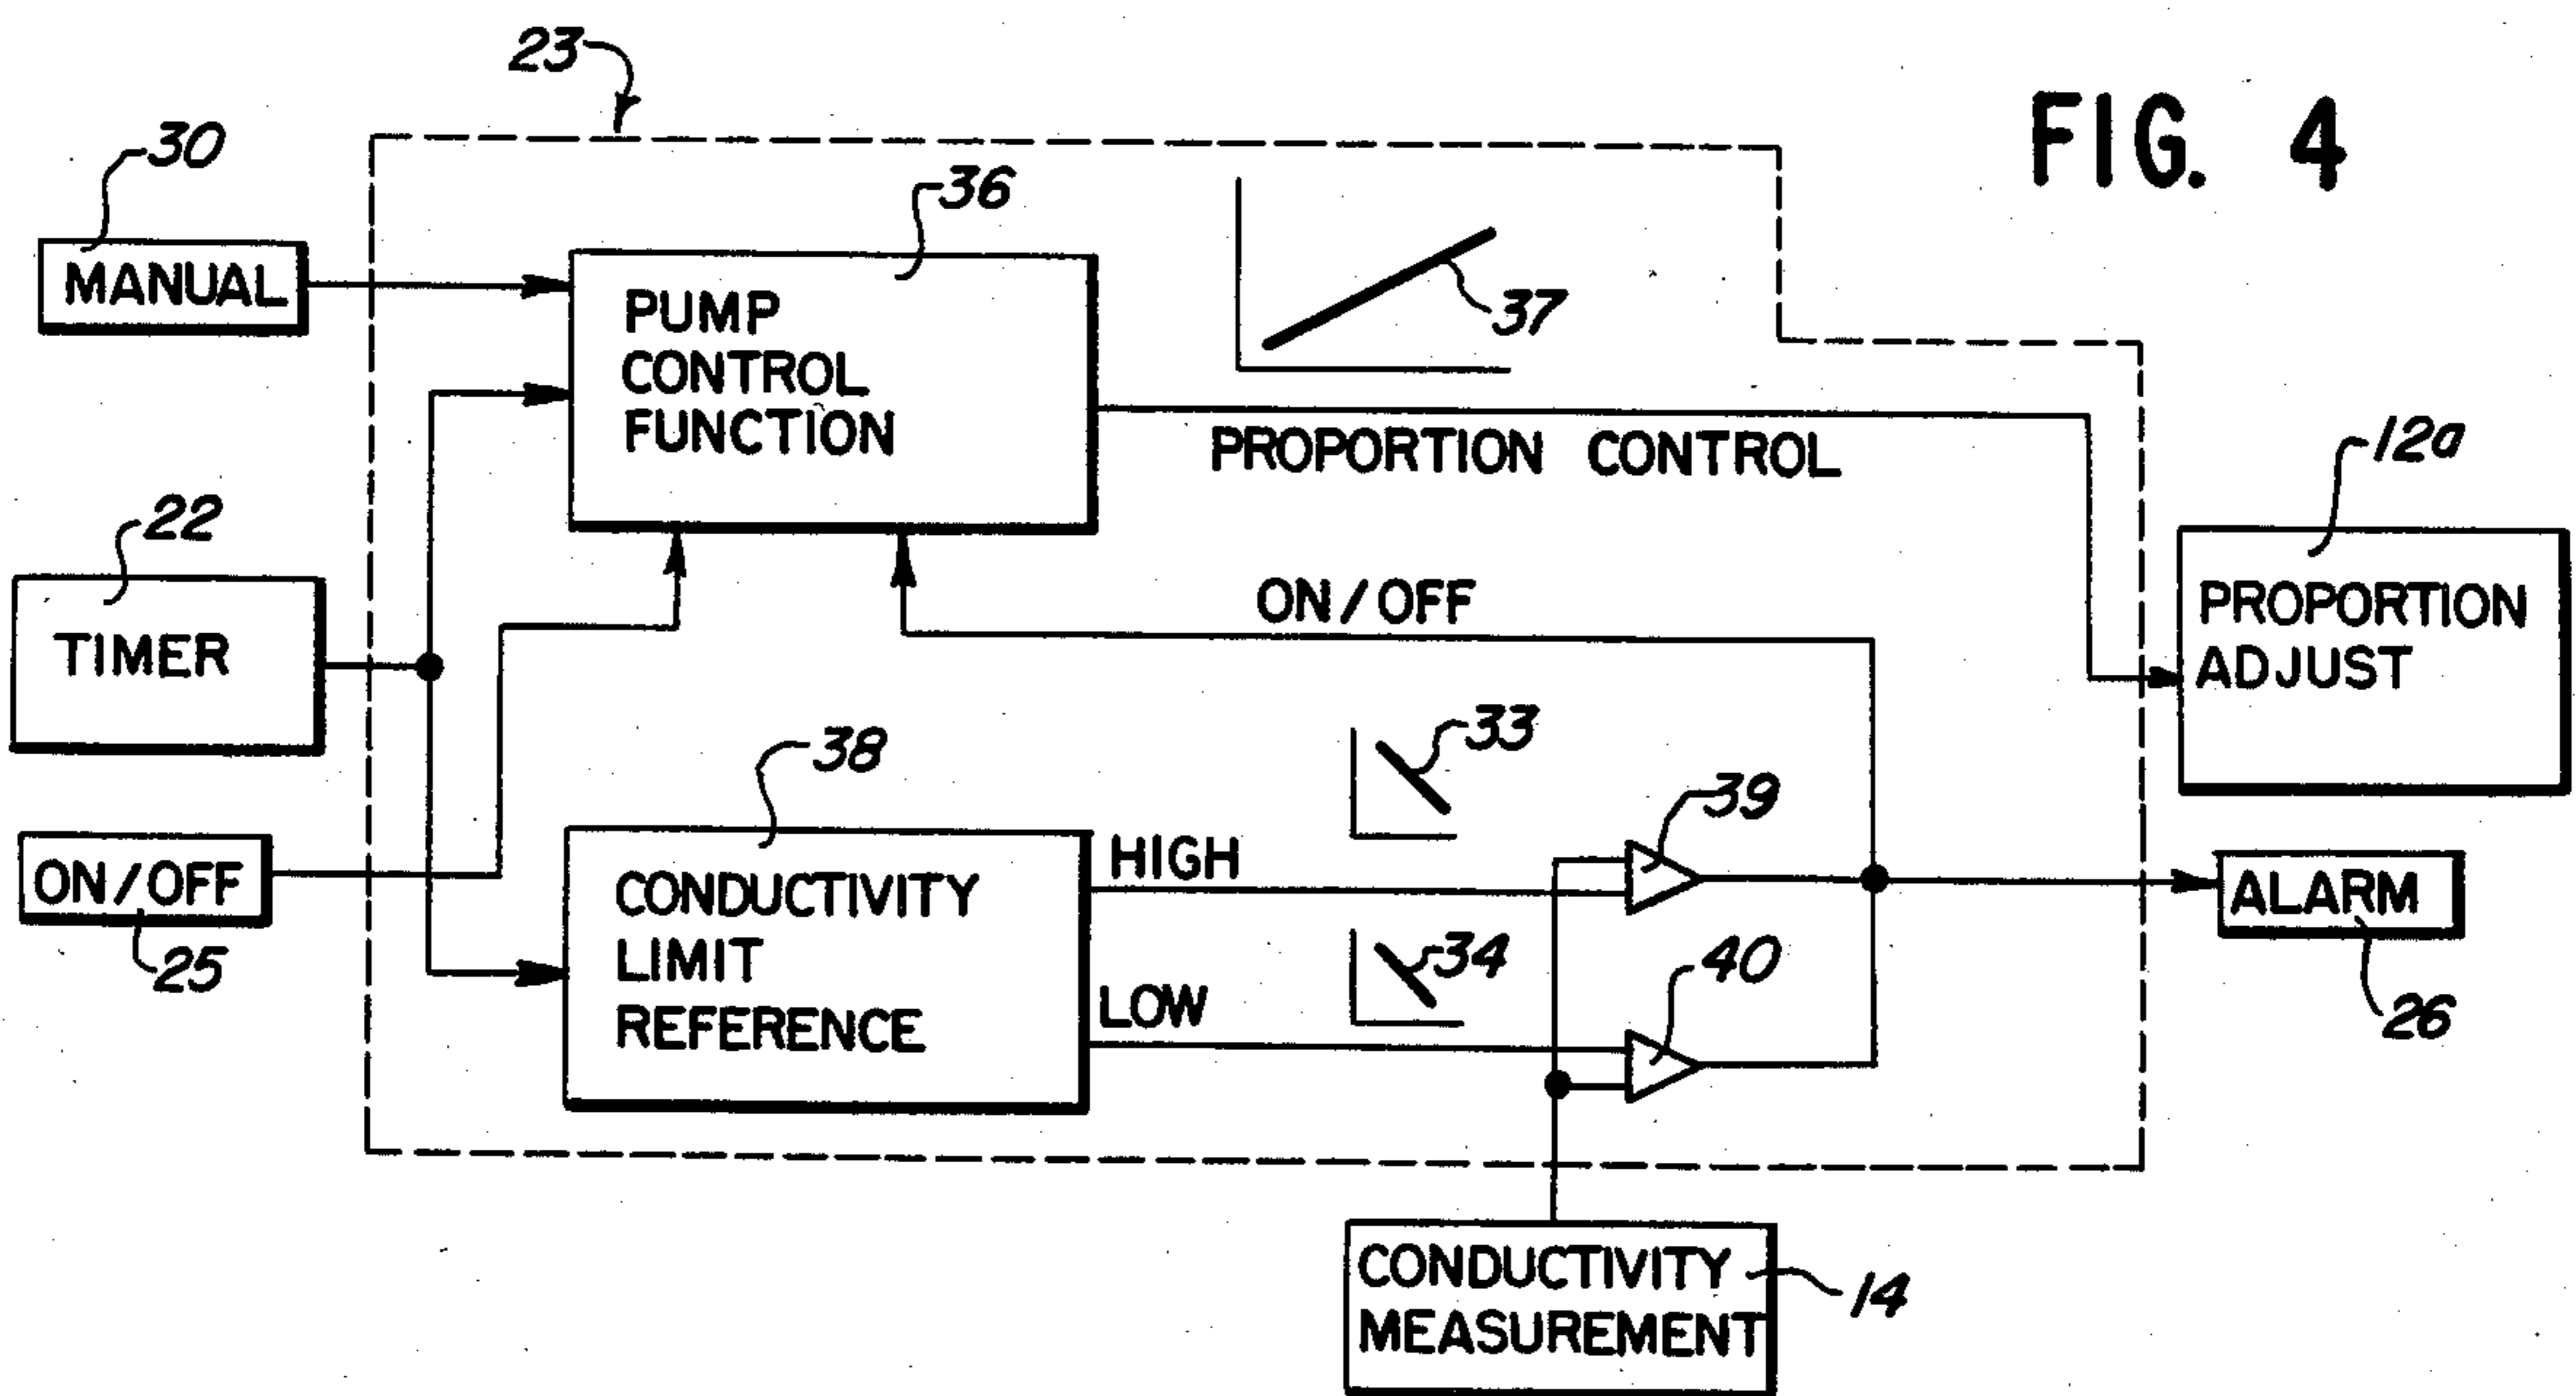 FIG. 4
23
30
MANUAL
36
PUMP
CONTROL
FUNCTION
37
PROPORTION CONTROL
12a
PROPORTION
ADJUST
22
TIMER
ON/OFF
ON/OFF
25
38
CONDUCTIVITY
LIMIT
REFERENCE
HIGH
LOW
33
34
39
40
ALARM
26
CONDUCTIVITY
MEASUREMENT
14